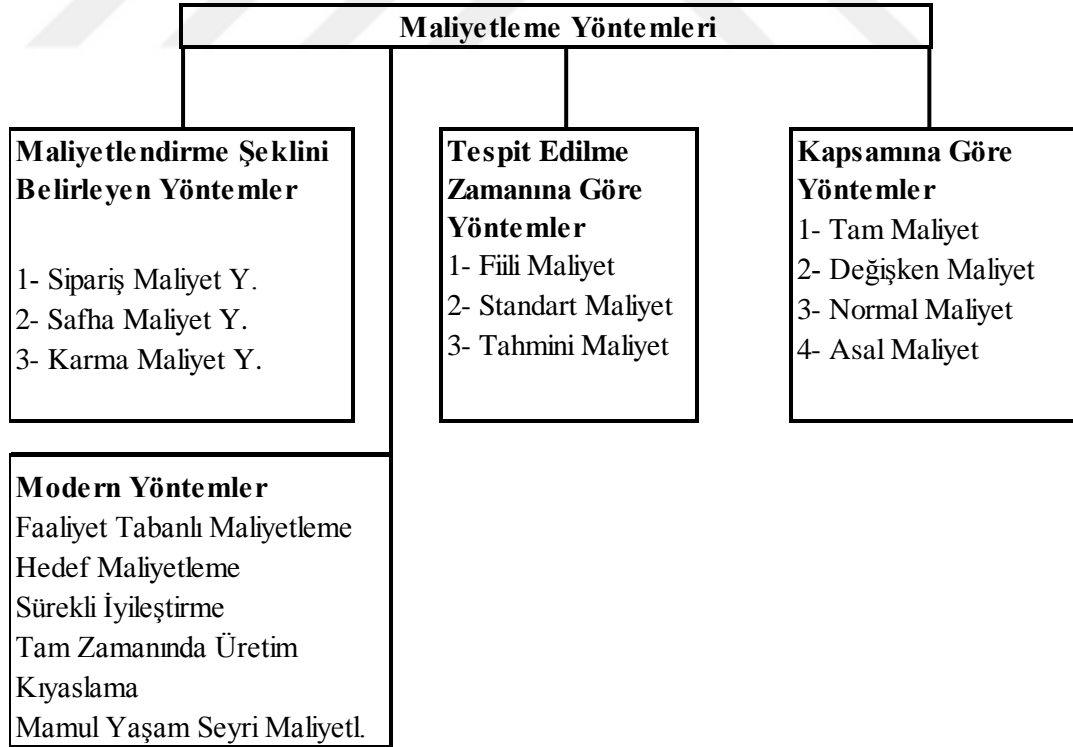 Maliyetleme Yöntemleri
Maliyetlendirme Şeklini
Belirleyen Yöntemler
1- Sipariş Maliyet Y.
2- Safha Maliyet Y.
3- Karma Maliyet Y.
Tespit Edilme
Zamanına Göre
Yöntemler
1- Fiili Maliyet
2- Standart Maliyet
3- Tahmini Maliyet
Kapsamına Göre
Yöntemler
1- Tam Maliyet
2- Değişken Maliyet
3- Normal Maliyet
4- Asal Maliyet
Modern Yöntemler
Faaliyet Tabanlı Maliyetleme
Hedef Maliyetleme
Sürekli İyileştirme
Tam Zamanında Üretim
Kıyaslama
Mamul Yaşam Seyri Maliyetl.